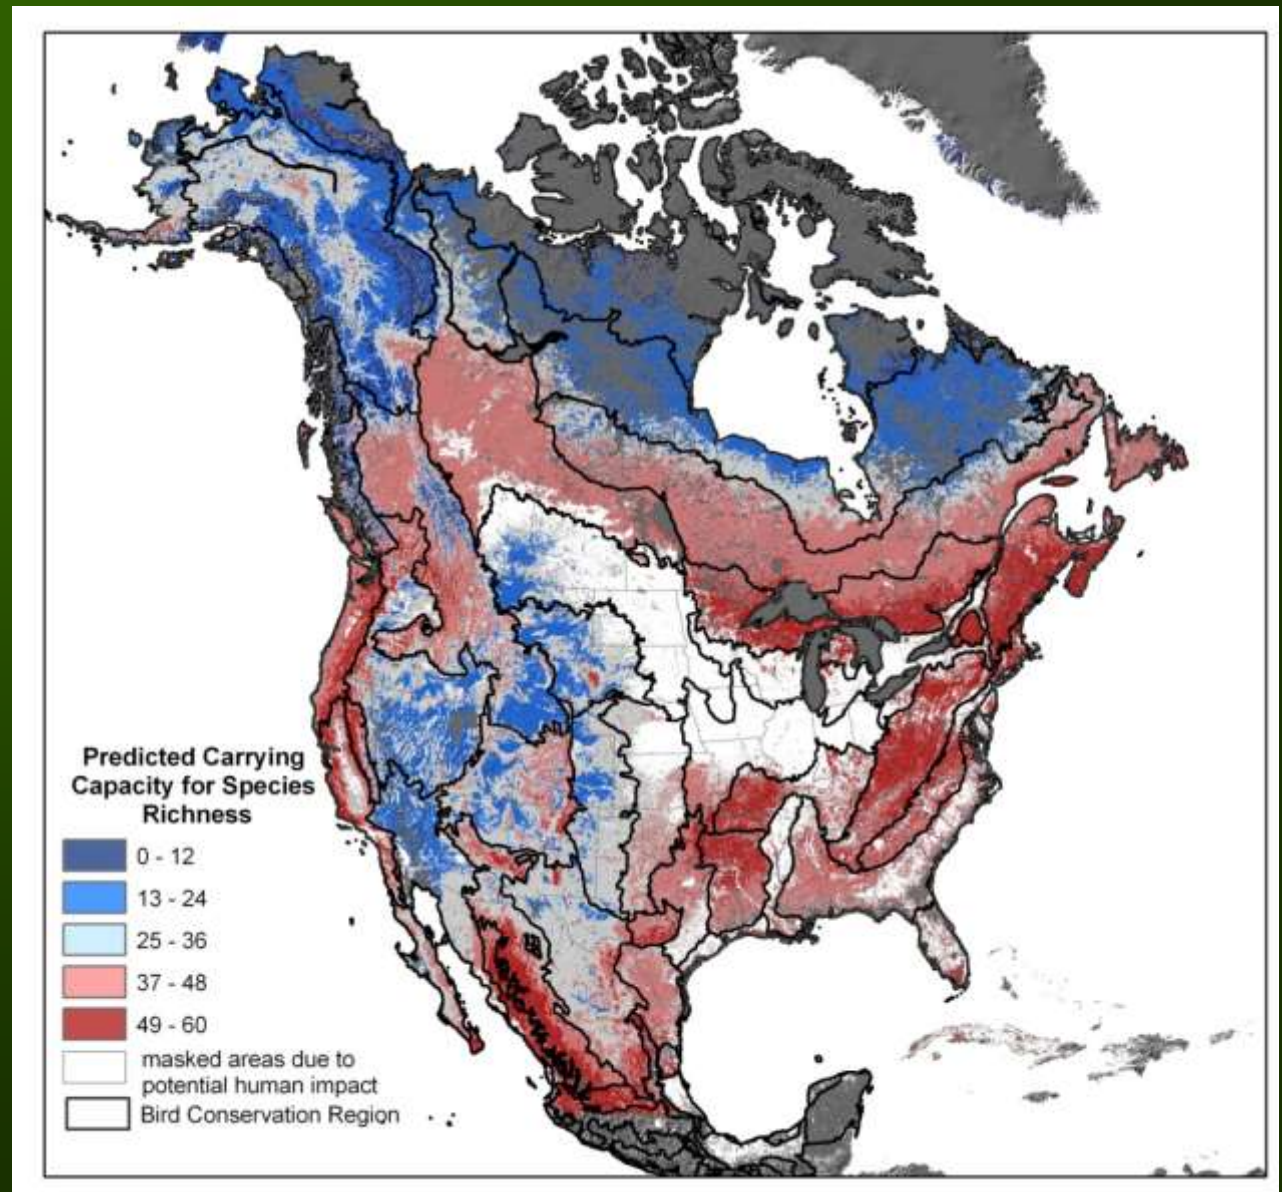 Predicted Carrying
Capacity for Species
Richness
0 - 12
13 - 24
25 - 36
37 - 48
49 - 60
masked areas due to
potential human impact
Bird Conservation Region